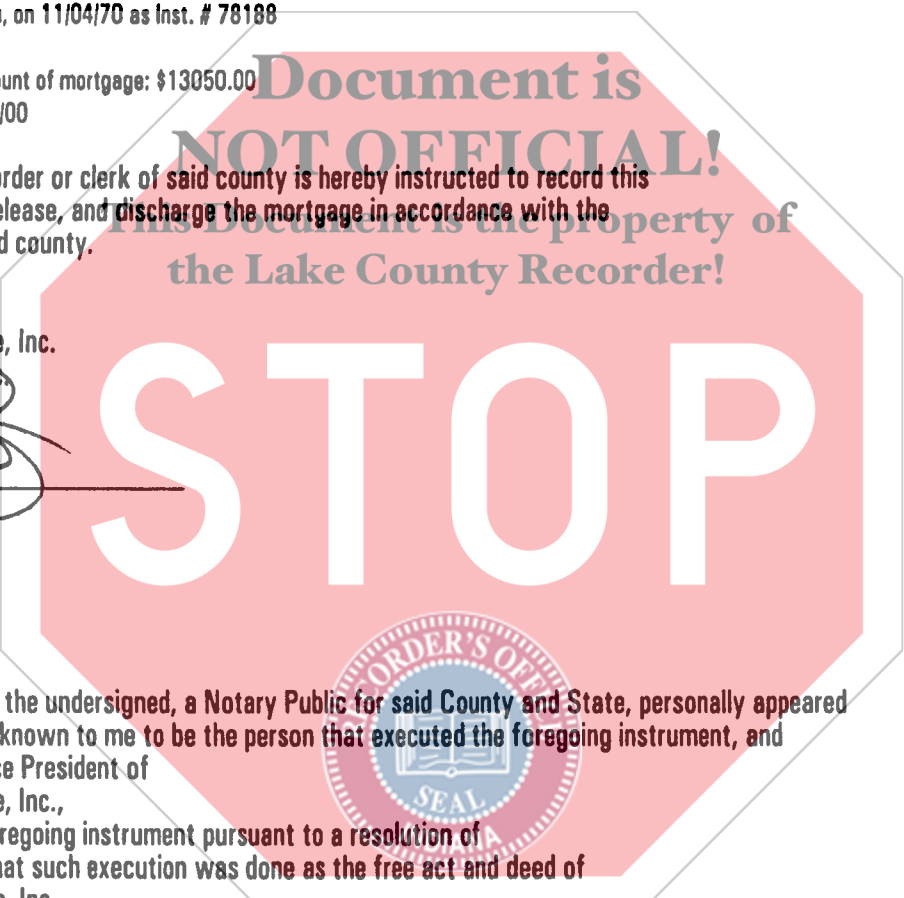 , on 11/04/70 as Inst. # 78188
unt of mortgage: $13050.00
/00
Document is
NOT OFFICIAL!
order or clerk of said county is hereby instructed to record this
elease, and discharge the mortgage in accordance with the
This Document is the property of
d county.
the Lake County Recorder!
e, Inc.
STOP
RECORDER'S OFFICE
the undersigned, a Notary Public for said County and State, personally appeared
known to me to be the person that executed the foregoing instrument, and
ce President of
SEAL
e, Inc.,
INDIANA
regoing instrument pursuant to a resolution of
hat such execution was done as the free act and deed of